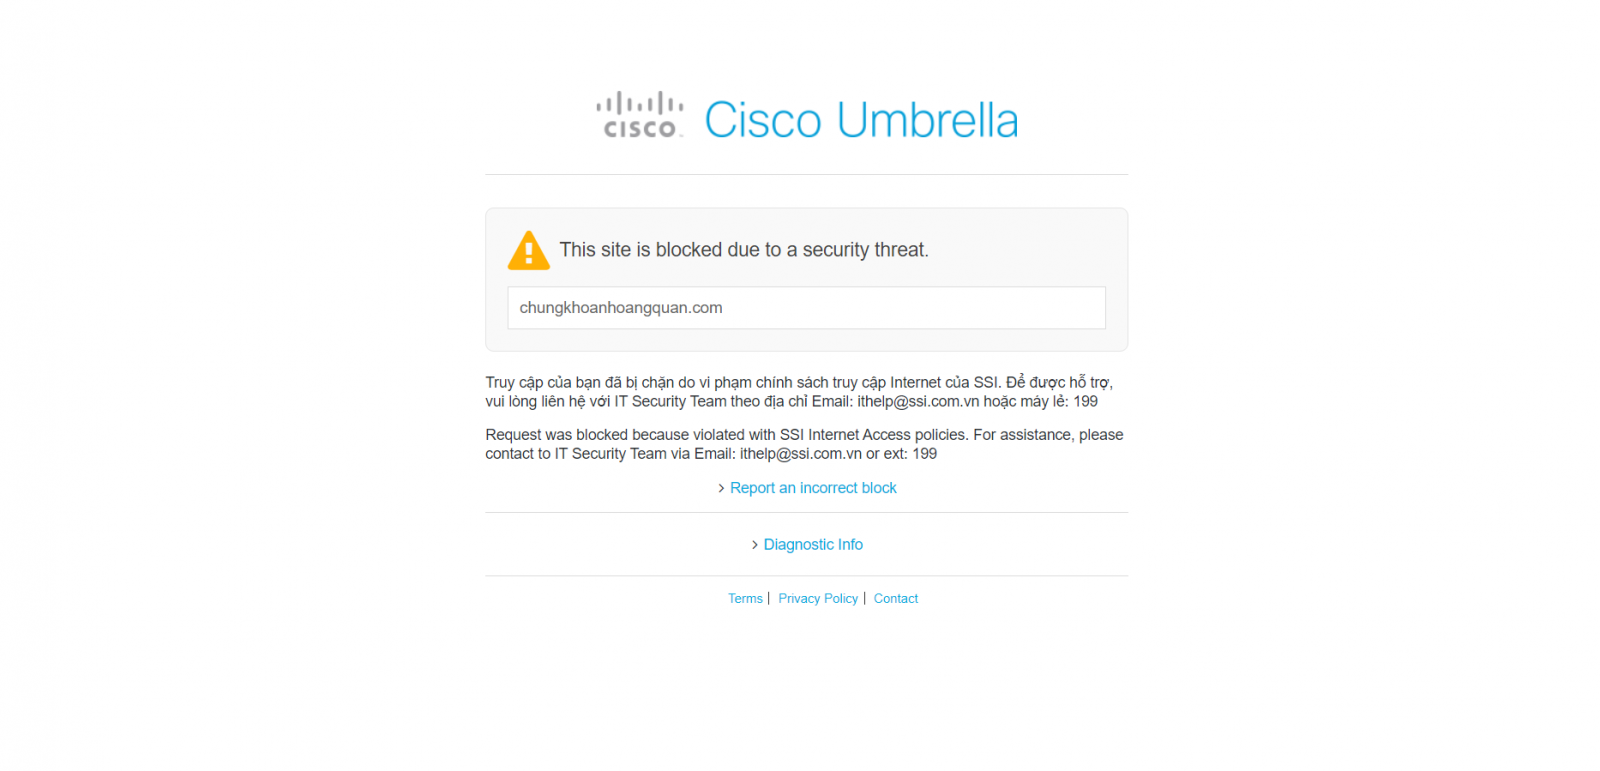 CISCO Cisco Umbrella
This site is blocked due to a security threat.
chungkhoanhoangquan.com
Truy cập của bạn đã bị chặn do vi phạm chính sách truy cập Internet của SSI. Để được hỗ trợ,
vui lòng liên hệ với IT Security Team theo địa chỉ Email: ithelp@ssi.com.vn hoặc máy lẻ: 199
Request was blocked because violated with SSI Internet Access policies. For assistance, please
contact to IT Security Team via Email: ithelp@ssi.com.vn or ext: 199
> Report an incorrect block
> Diagnostic Info
Terms | Privacy Policy | Contact